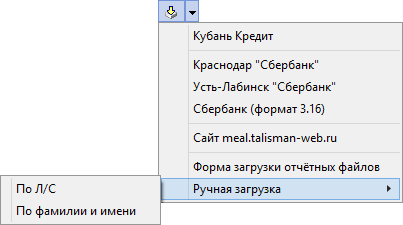 Кубань Кредит
Краснодар "Сбербанк"
Усть-Лабинск "Сбербанк"
Сбербанк (формат 3.16)
Сайт meal.talisman-web.ru
Форма загрузки отчётных файлов
Ручная загрузка
По Л/С
По фамилии и имени